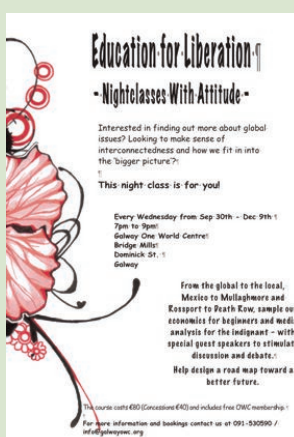 Education for Liberation ¶
- Nightclasses With Attitude -
Interested in finding out more about global
issues? Looking to make sense of
interconnectedness and how we fit in into
the 'bigger picture'?¶
¶
This night class is for you!
Every Wednesday from Sep 30th - Dec 9th ¶
7pm to 9pm¶
Galway One World Centre¶
Bridge Mills¶
Dominick St. ¶
Galway
From the global to the local,
Mexico to Mullaghmore and
Rossport to Death Row, sample ou
economics for beginners and medi
analysis for the indignant - with
special guest speakers to stimulat
discussion and debate.¶
Help design a road map toward a
better future.
The course costs €80 (Concessions €40) and includes free OWC membership. ¶
¶
For more information and bookings contact us at 091-530590 /
info@galwayowc.org